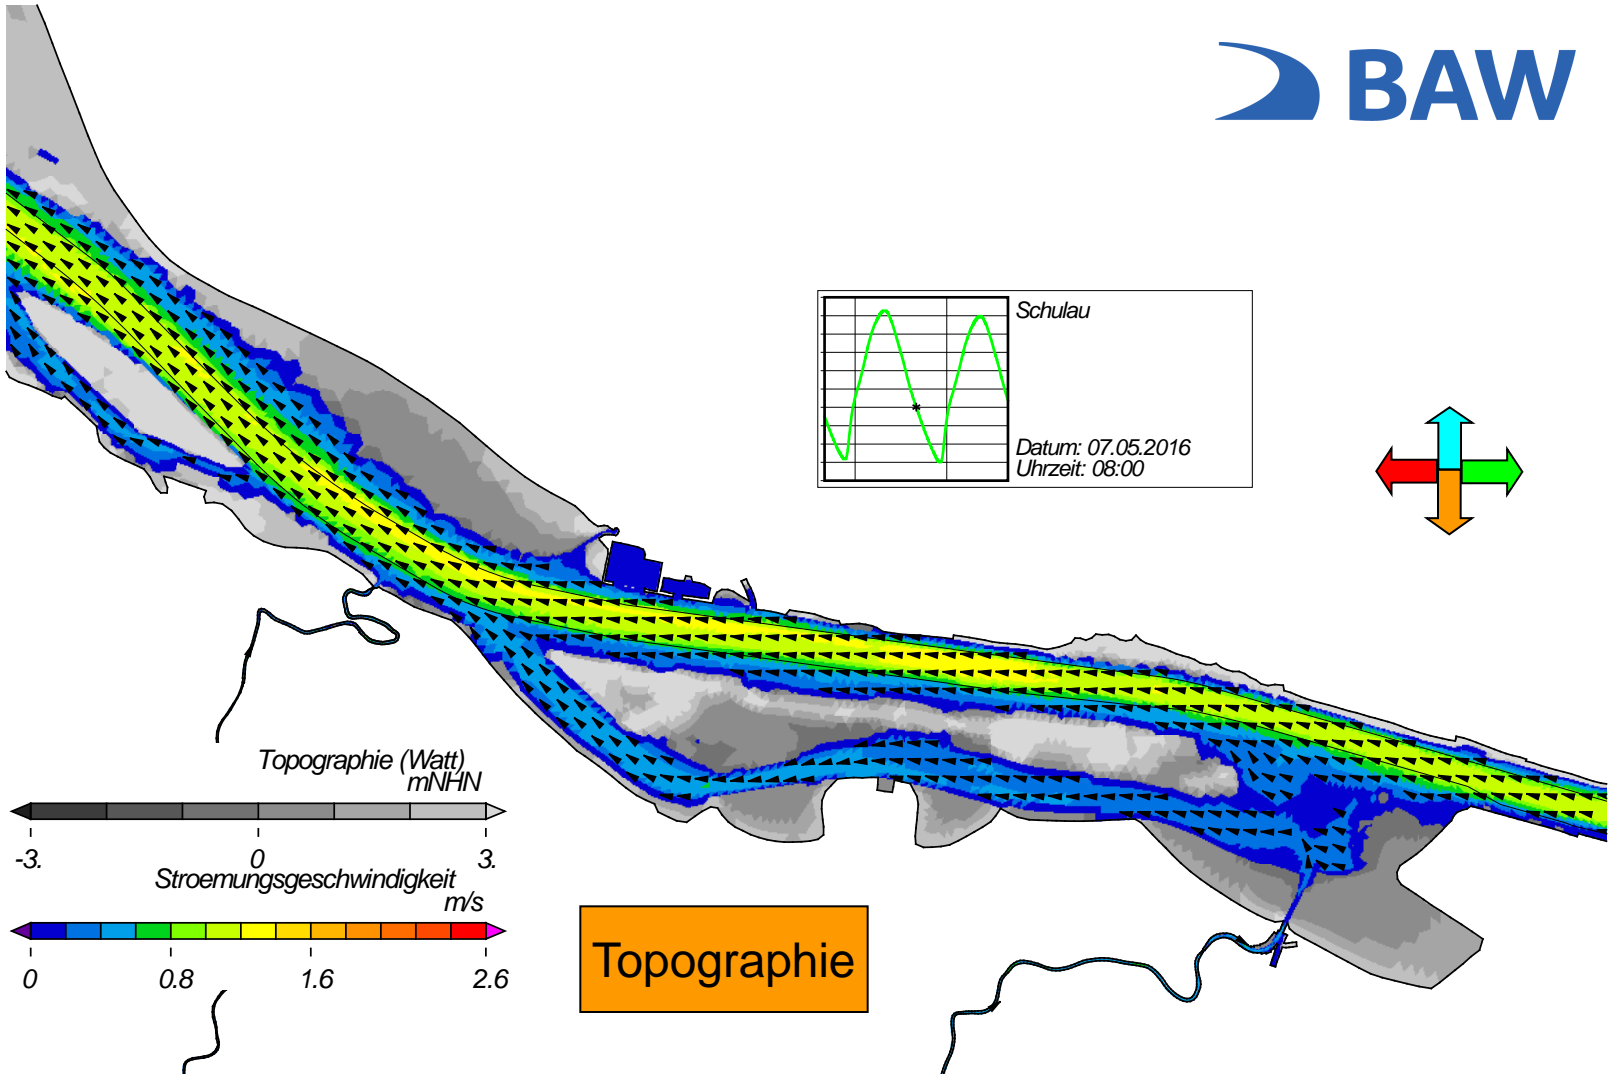 BAW
Schulau
Datum: 07.05.2016
Uhrzeit: 08:00
Topographie (Watt)
mNHN
-3. 0 3.
Stroemungsgeschwindigkeit
m/s
0 0.8 1.6 2.6
Topographie